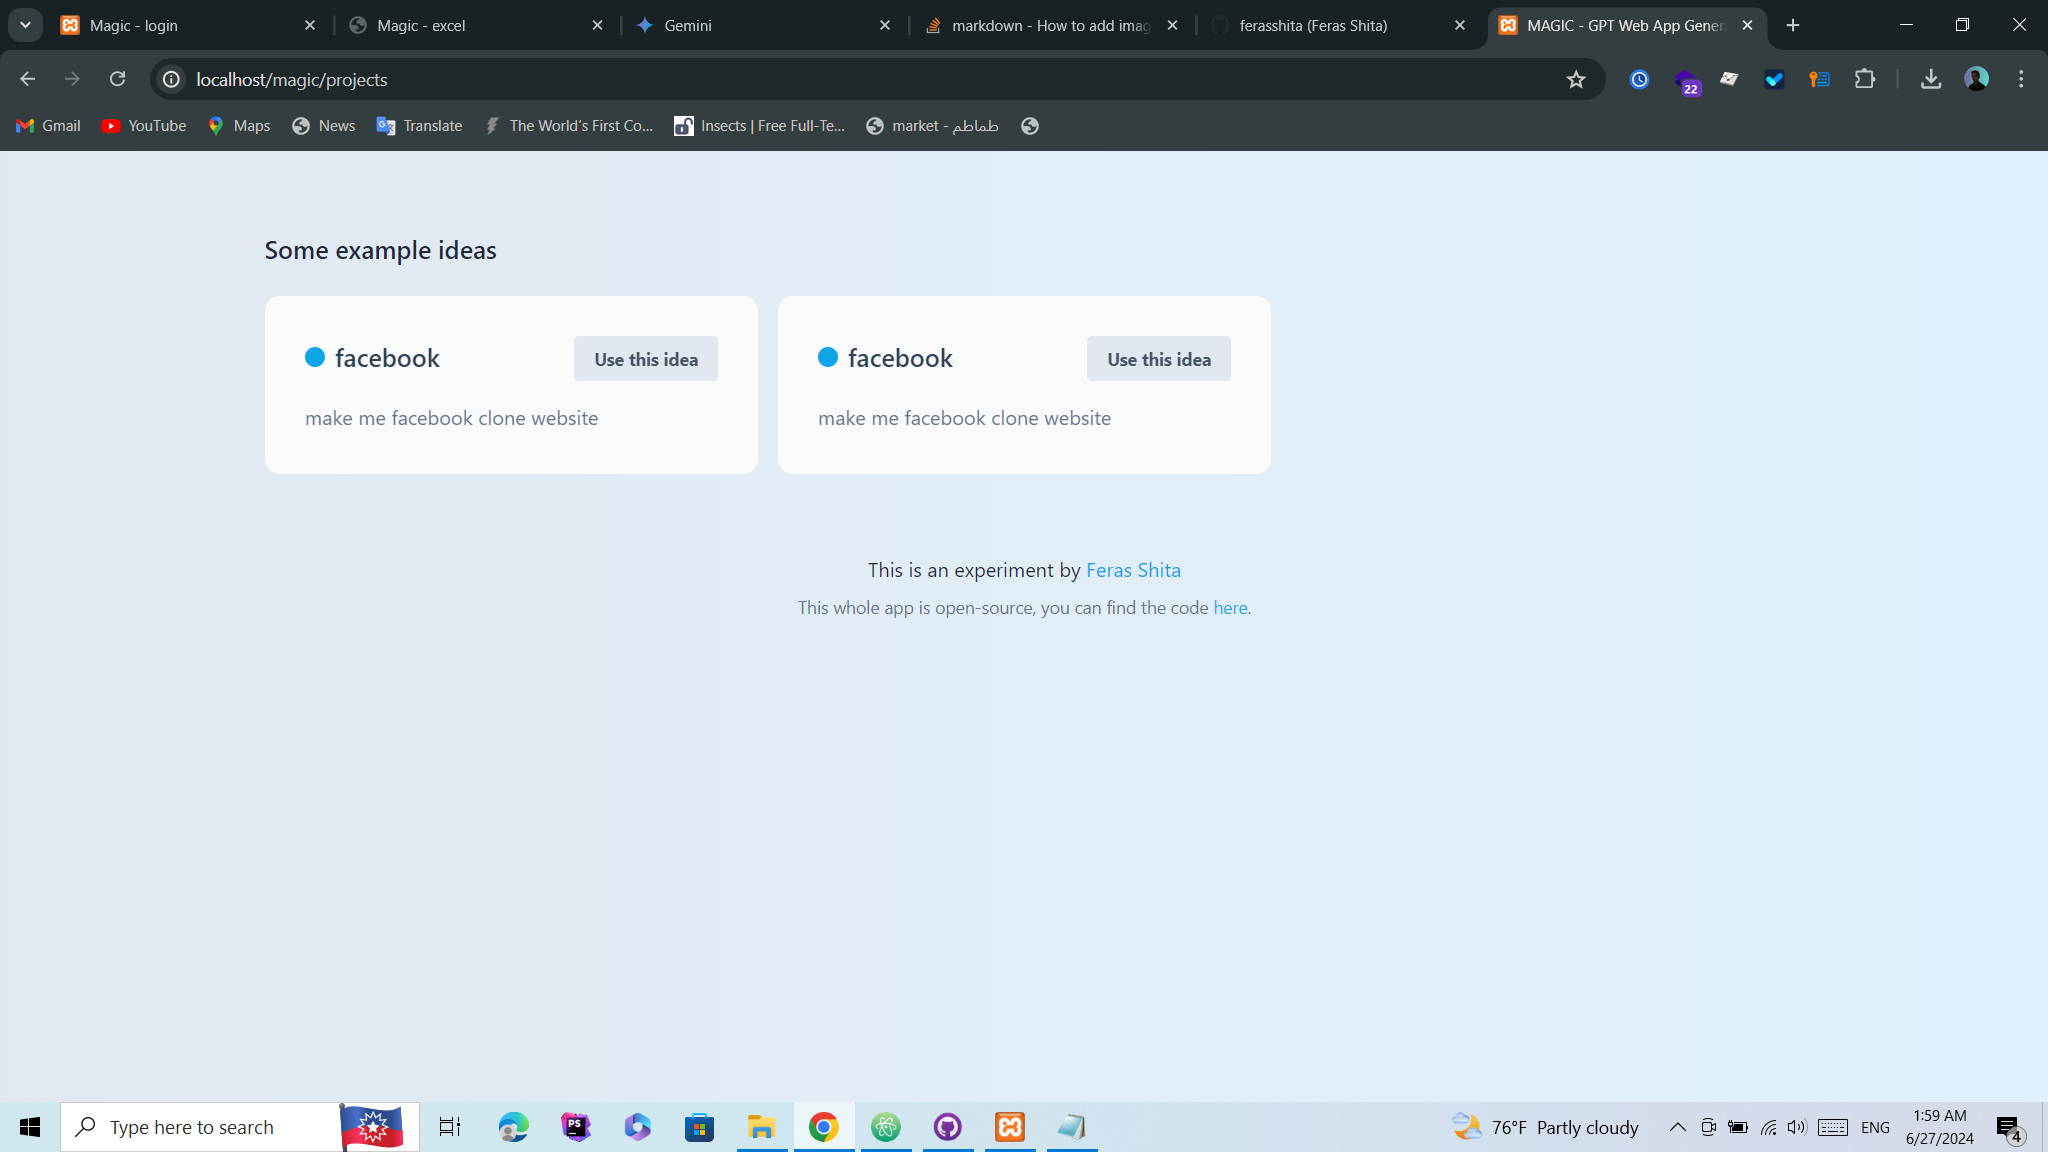 Magic - login
Magic - excel
Gemini
markdown - How to add imag
ferasshita (Feras Shita)
MAGIC - GPT Web App Gener
localhost/magic/projects
22
Gmail
YouTube
Maps
News
Translate
The World's First Co...
Insects | Free Full-Te...
market - طماطم
Some example ideas
facebook
Use this idea
make me facebook clone website
facebook
Use this idea
make me facebook clone website
This is an experiment by Feras Shita
This whole app is open-source, you can find the code here.
Type here to search
PS
76°F Partly cloudy
ENG
1:59 AM
6/27/2024
4